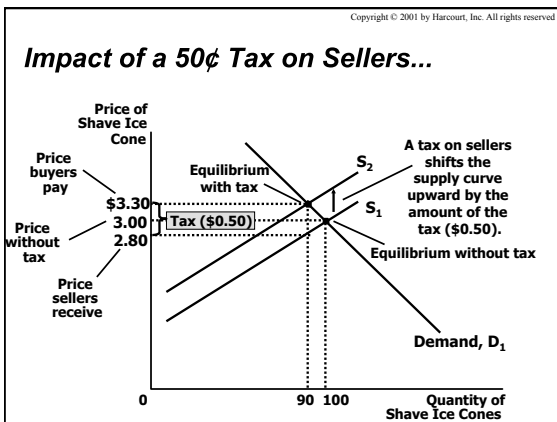 Copyright © 2001 by Harcourt, Inc. All rights reserved
Impact of a 50¢ Tax on Sellers...
Price of
Shave Ice
Cone
Price
buyers
pay
$3.30
Price
without
tax
3.00
2.80
Price
sellers
receive
Tax ($0.50)
Equilibrium
with tax
S2
S1
A tax on sellers
shifts the
supply curve
upward by the
amount of the
tax ($0.50).
Equilibrium without tax
Demand, D1
0
90 100
Quantity of
Shave Ice Cones